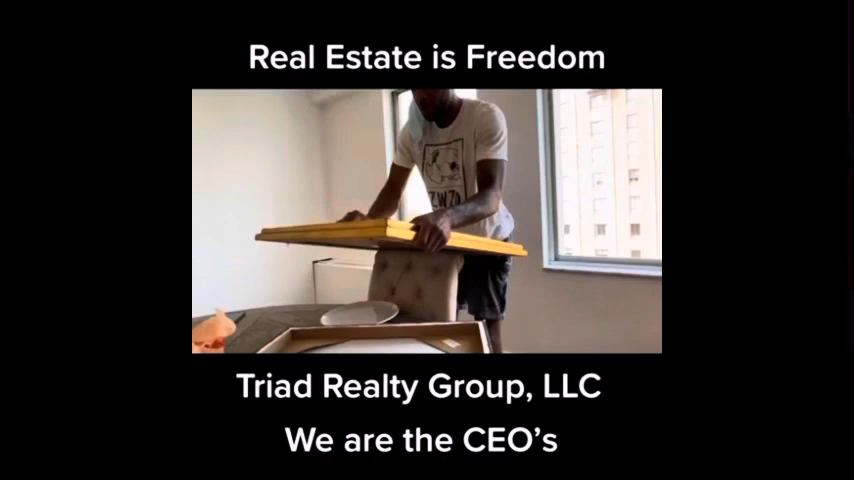 Real Estate is Freedom
Triad Realty Group, LLC
We are the CEO’s